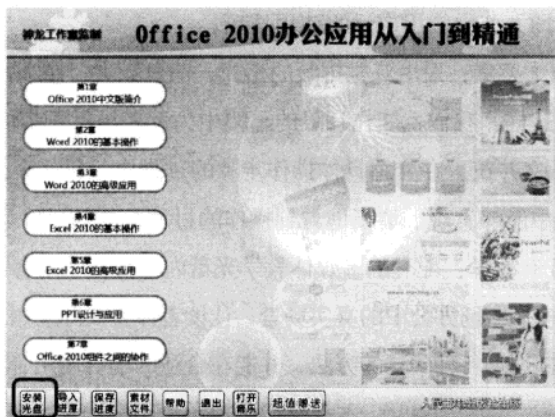 神龙工作室监制
Office 2010办公应用从入门到精通
第1章
Office 2010中文版简介
第2章
Word 2010的基本操作
第3章
Word 2010的高级应用
第4章
Excel 2010的基本操作
第5章
Excel 2010的高级应用
第6章
PPT设计与应用
第7章
Office 2010组件之间的协作
安装
光盘
导入
进度
保存
进度
素材
文件
帮助
退出
打开
音乐
超值赠送
人民邮电出版社出版